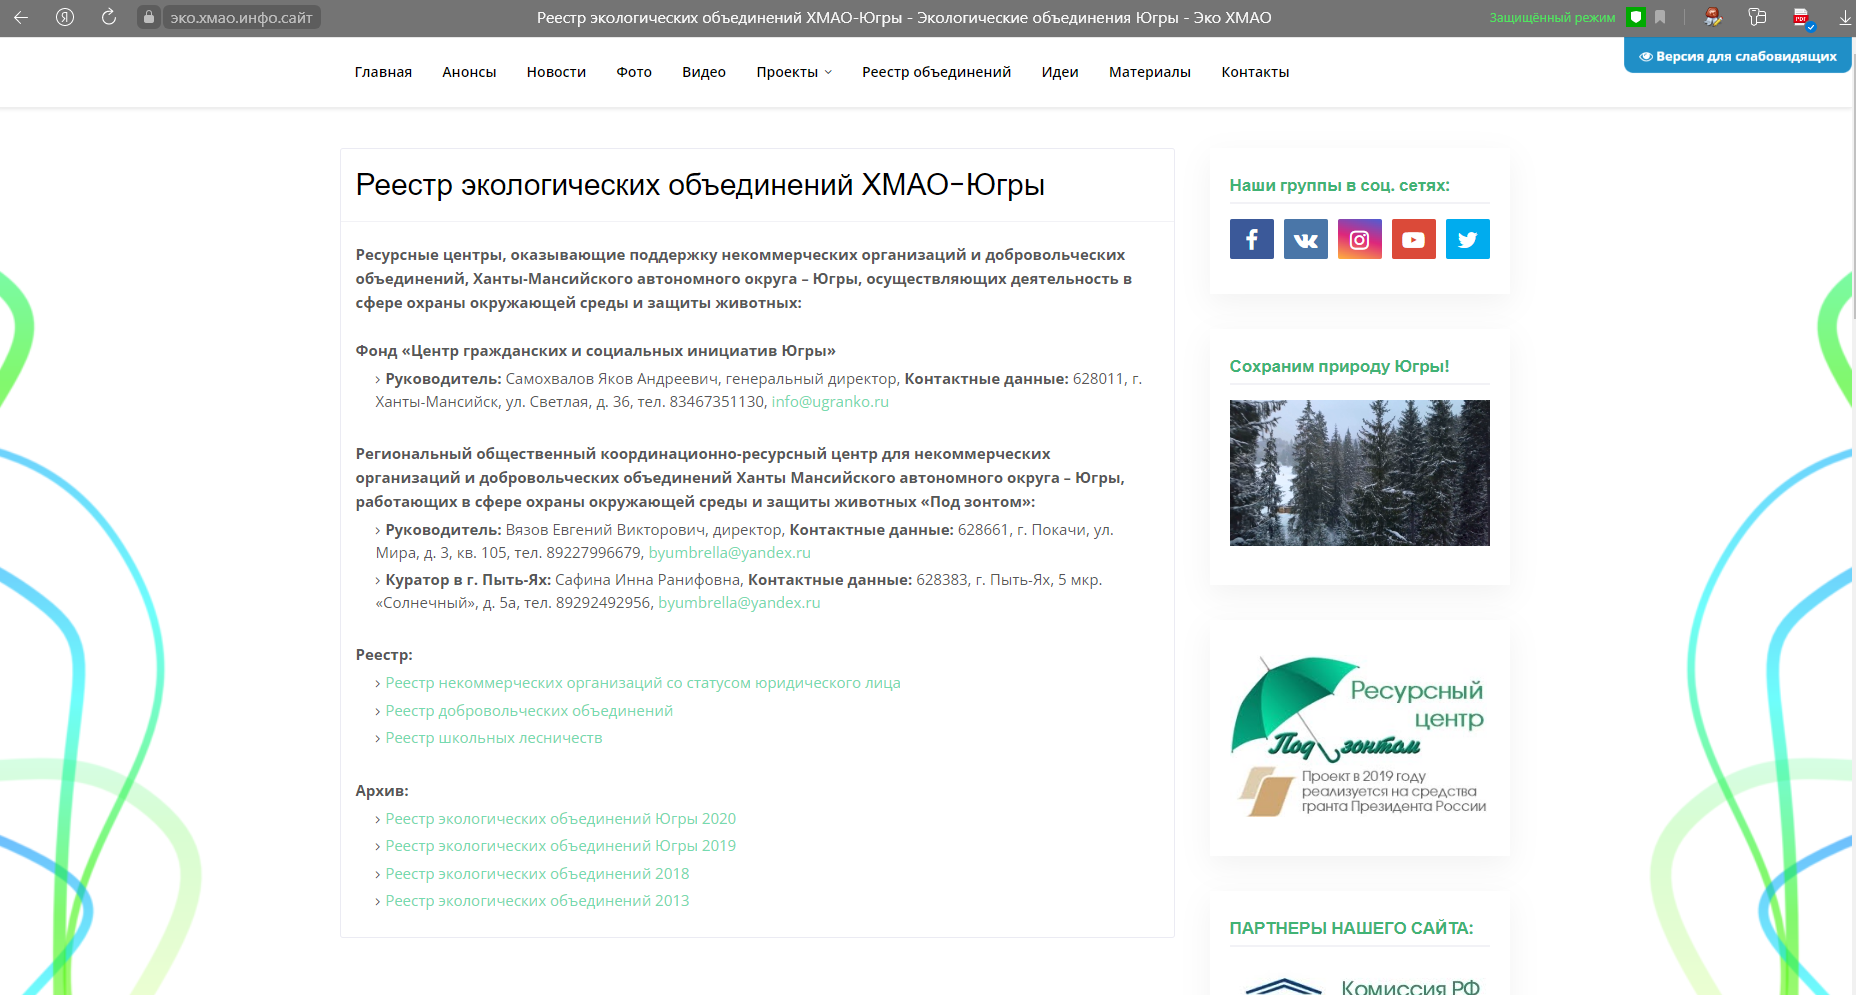 эко.хмао.инфо.сайт
Реестр экологических объединений ХМАО-Югры - Экологические объединения Югры - Эко ХМАО
Защищённый режим
Версия для слабовидящих
Главная Анонсы Новости Фото Видео Проекты Реестр объединений Идеи Материалы Контакты
Реестр экологических объединений ХМАО-Югры
Ресурсные центры, оказывающие поддержку некоммерческих организаций и добровольческих
объединений, Ханты-Мансийского автономного округа – Югры, осуществляющих деятельность в
сфере охраны окружающей среды и защиты животных:
Фонд «Центр гражданских и социальных инициатив Югры»
Руководитель: Самохвалов Яков Андреевич, генеральный директор, Контактные данные: 628011, г.
Ханты-Мансийск, ул. Светлая, д. 36, тел. 83467351130, info@ugranko.ru
Региональный общественный координационно-ресурсный центр для некоммерческих
организаций и добровольческих объединений Ханты Мансийского автономного округа – Югры,
работающих в сфере охраны окружающей среды и защиты животных «Под зонтом»:
Руководитель: Вязов Евгений Викторович, директор, Контактные данные: 628661, г. Покачи, ул.
Мира, д. 3, кв. 105, тел. 89227996679, byumbrella@yandex.ru
Куратор в г. Пыть-Ях: Сафина Инна Ранифовна, Контактные данные: 628383, г. Пыть-Ях, 5 мкр.
«Солнечный», д. 5а, тел. 89292492956, byumbrella@yandex.ru
Реестр:
Реестр некоммерческих организаций со статусом юридического лица
Реестр добровольческих объединений
Реестр школьных лесничеств
Архив:
Реестр экологических объединений Югры 2020
Реестр экологических объединений Югры 2019
Реестр экологических объединений 2018
Реестр экологических объединений 2013
Наши группы в соц. сетях:
Сохраним природу Югры!
Ресурсный
центр
Под зонтом
Проект в 2019 году
реализуется на средства
гранта Президента России
ПАРТНЕРЫ НАШЕГО САЙТА:
Комиссия РФ